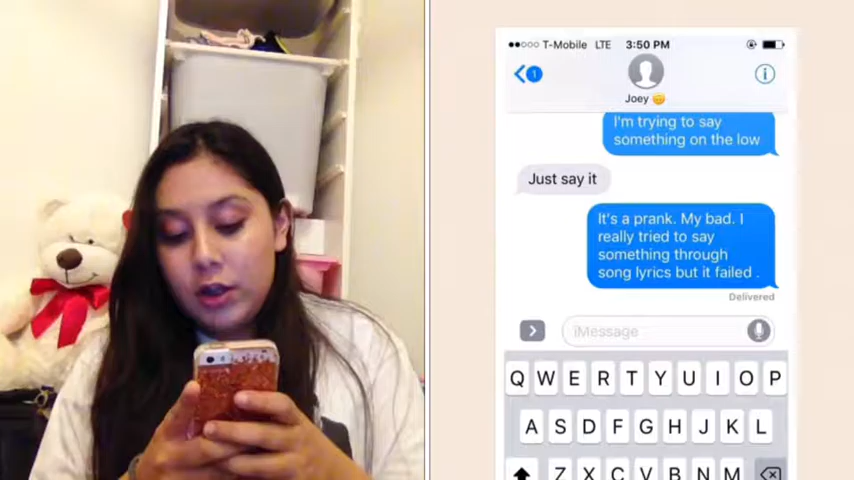 T-Mobile LTE 3:50 PM
1
Joey
I'm trying to say
something on the low
Just say it
It's a prank. My bad. I
really tried to say
something through
song lyrics but it failed .
Delivered
iMessage
Q W E R T Y U I O P
A S D F G H J K L
Z X C V B N M